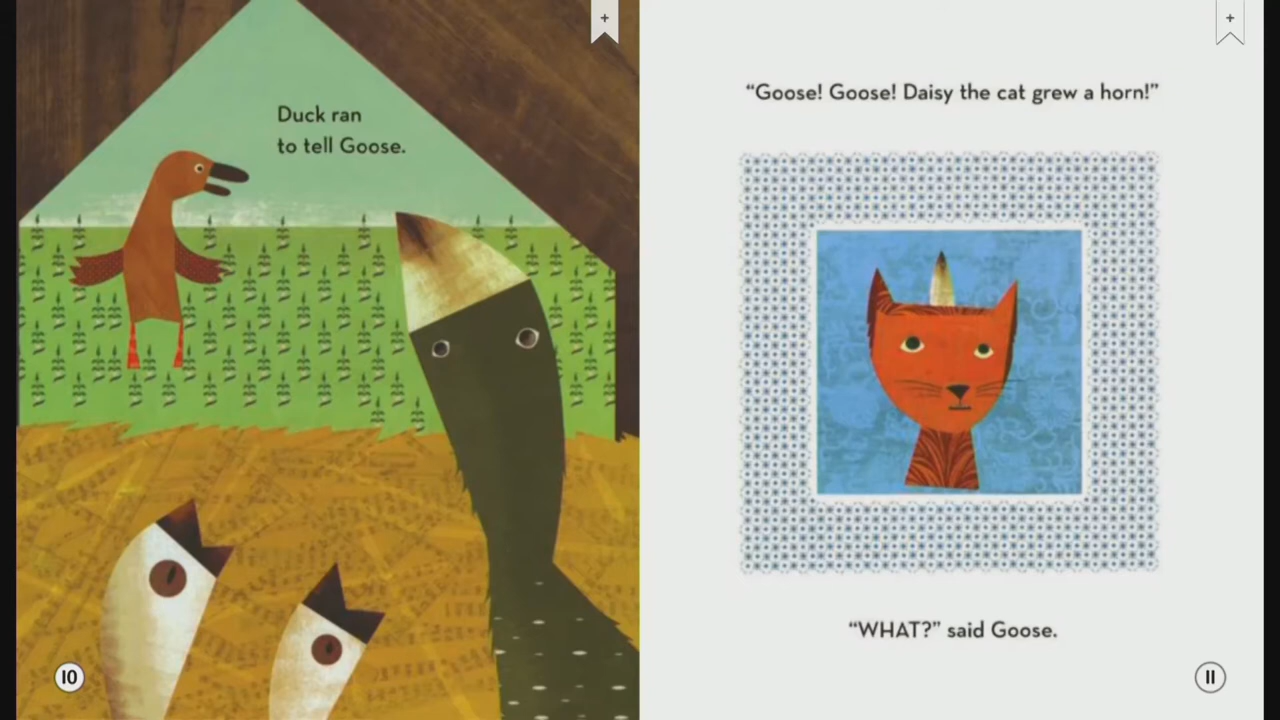 Duck ran
to tell Goose.
10
“Goose! Goose! Daisy the cat grew a horn!”
“WHAT?” said Goose.
11